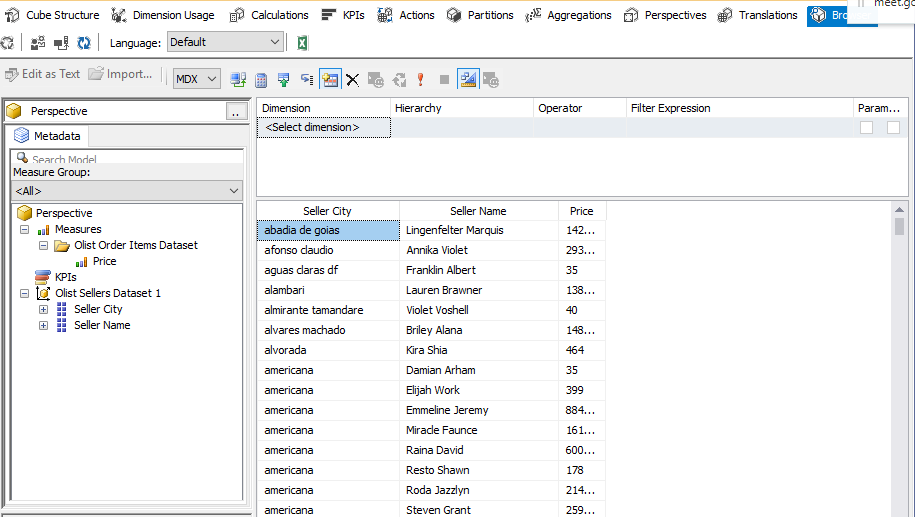 Cube Structure Dimension Usage Calculations KPIs Actions Partitions Aggregations Perspectives Translations
meet.go
Language: Default
Edit as Text Import... MDX
Perspective ..
Metadata
Search Model
Measure Group:
<All>
Perspective
Measures
Olist Order Items Dataset
Price
KPIs
Olist Sellers Dataset 1
Seller City
Seller Name
Dimension Hierarchy Operator Filter Expression Param...
<Select dimension>
Seller City Seller Name Price
abadia de goias Lingenfelter Marquis 142...
afonso claudio Annika Violet 293...
aguas claras df Franklin Albert 35
alambari Lauren Brawner 138...
almirante tamandare Violet Voshell 40
alvares machado Briley Alana 148...
alvorada Kira Shia 464
americana Damian Arham 35
americana Elijah Work 399
americana Emmeline Jeremy 884...
americana Miracle Faunce 161...
americana Raina David 600...
americana Resto Shawn 178
americana Roda Jazzlyn 214...
americana Steven Grant 259...